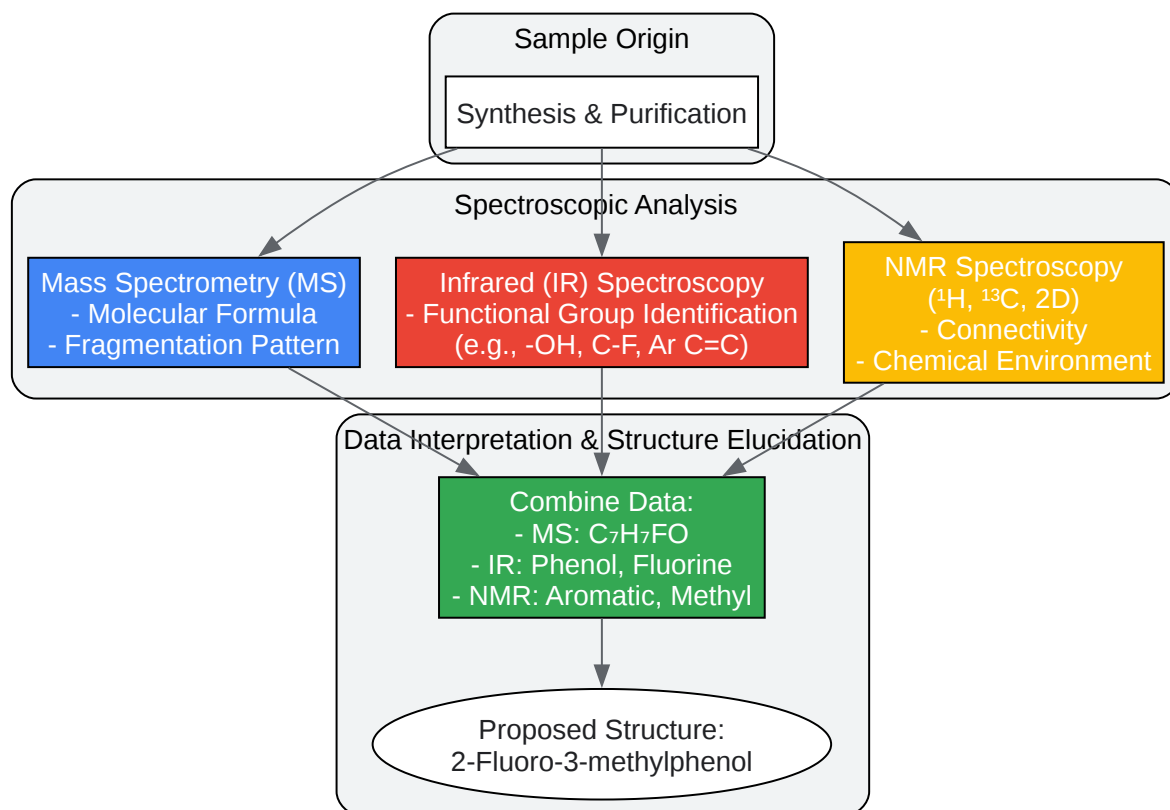 Sample Origin
Synthesis & Purification
Spectroscopic Analysis
Mass Spectrometry (MS)
- Molecular Formula
- Fragmentation Pattern
Infrared (IR) Spectroscopy
- Functional Group Identification
(e.g., -OH, C-F, Ar C=C)
NMR Spectroscopy
(¹H, ¹³C, 2D)
- Connectivity
- Chemical Environment
Data Interpretation & Structure Elucidation
Combine Data:
- MS: C₇H₇FO
- IR: Phenol, Fluorine
- NMR: Aromatic, Methyl
Proposed Structure:
2-Fluoro-3-methylphenol